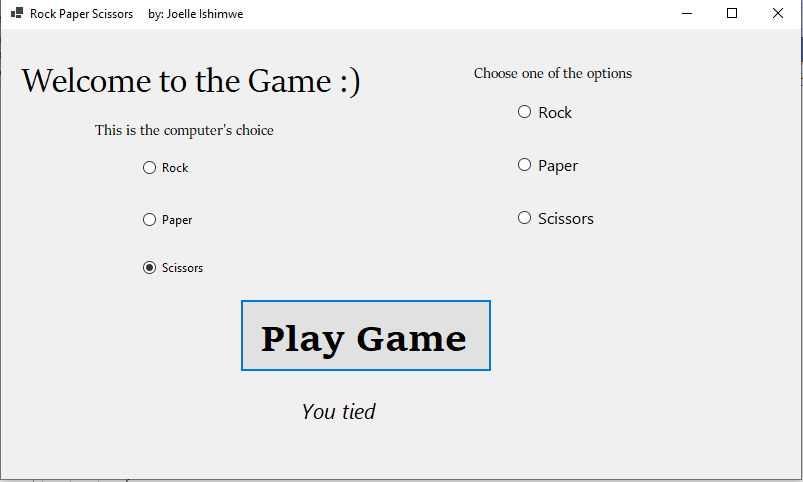 Rock Paper Scissors by: Joelle Ishimwe
Welcome to the Game :)
This is the computer's choice
Rock
Paper
Scissors
Choose one of the options
Rock
Paper
Scissors
Play Game
You tied